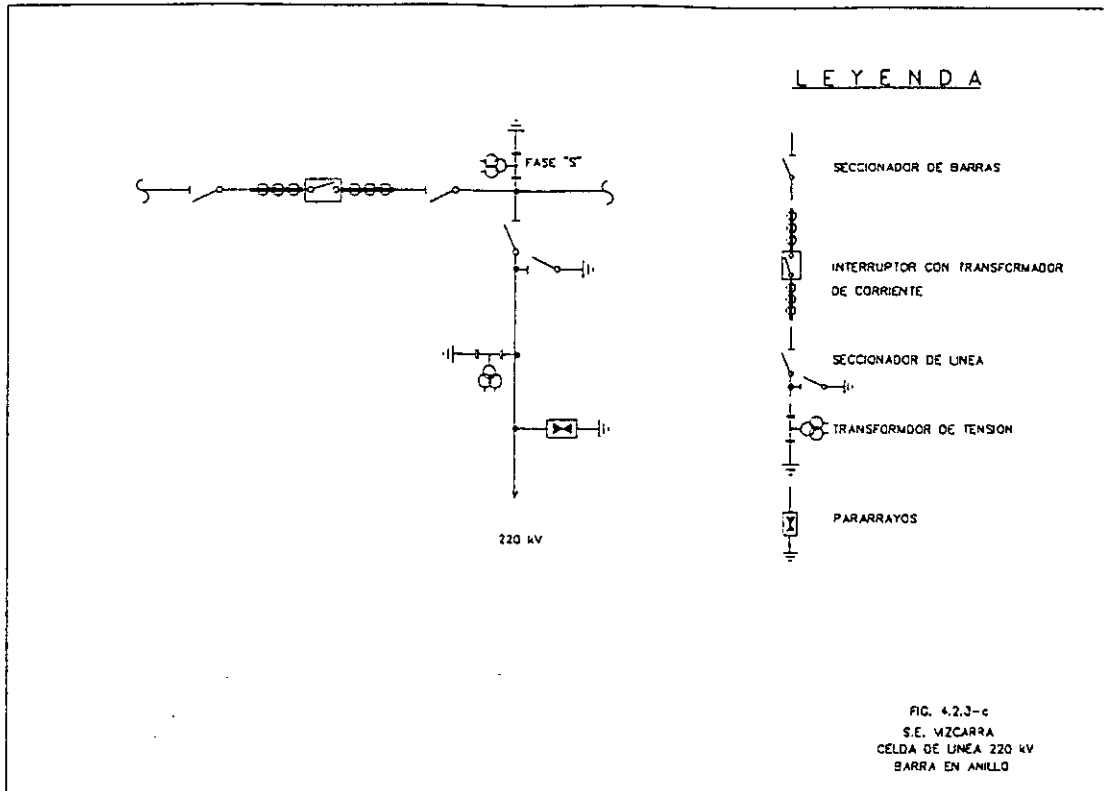 LEYENDA
FASE "S"
SECCIONADOR DE BARRAS
INTERRUPTOR CON TRANSFORMADOR
DE CORRIENTE
SECCIONADOR DE LINEA
TRANSFORMDOR DE TENSION
PARARRAYOS
220 kV
FIG. 4.2.3-c
S.E. VIZCARRA
CELDA DE LINEA 220 kV
BARRA EN ANILLO